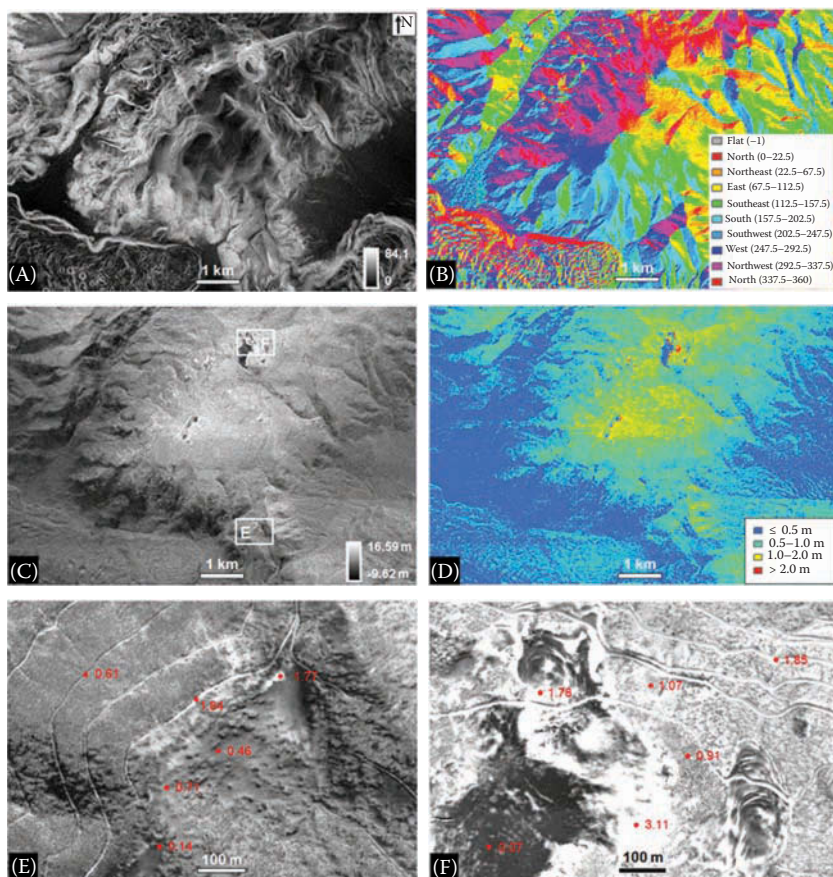 N
84.1
0
1 km
(A)
Flat (–1)
North (0–22.5)
Northeast (22.5–67.5)
East (67.5–112.5)
Southeast (112.5–157.5)
South (157.5–202.5)
Southwest (202.5–247.5)
West (247.5–292.5)
Northwest (292.5–337.5)
North (337.5–360)
1 km
(B)
F
E
16.59 m
-9.62 m
1 km
(C)
≤ 0.5 m
0.5–1.0 m
1.0–2.0 m
> 2.0 m
1 km
(D)
0.61
1.77
1.84
0.46
0.71
0.14
100 m
(E)
1.85
1.07
1.76
0.91
3.11
0.07
100 m
(F)